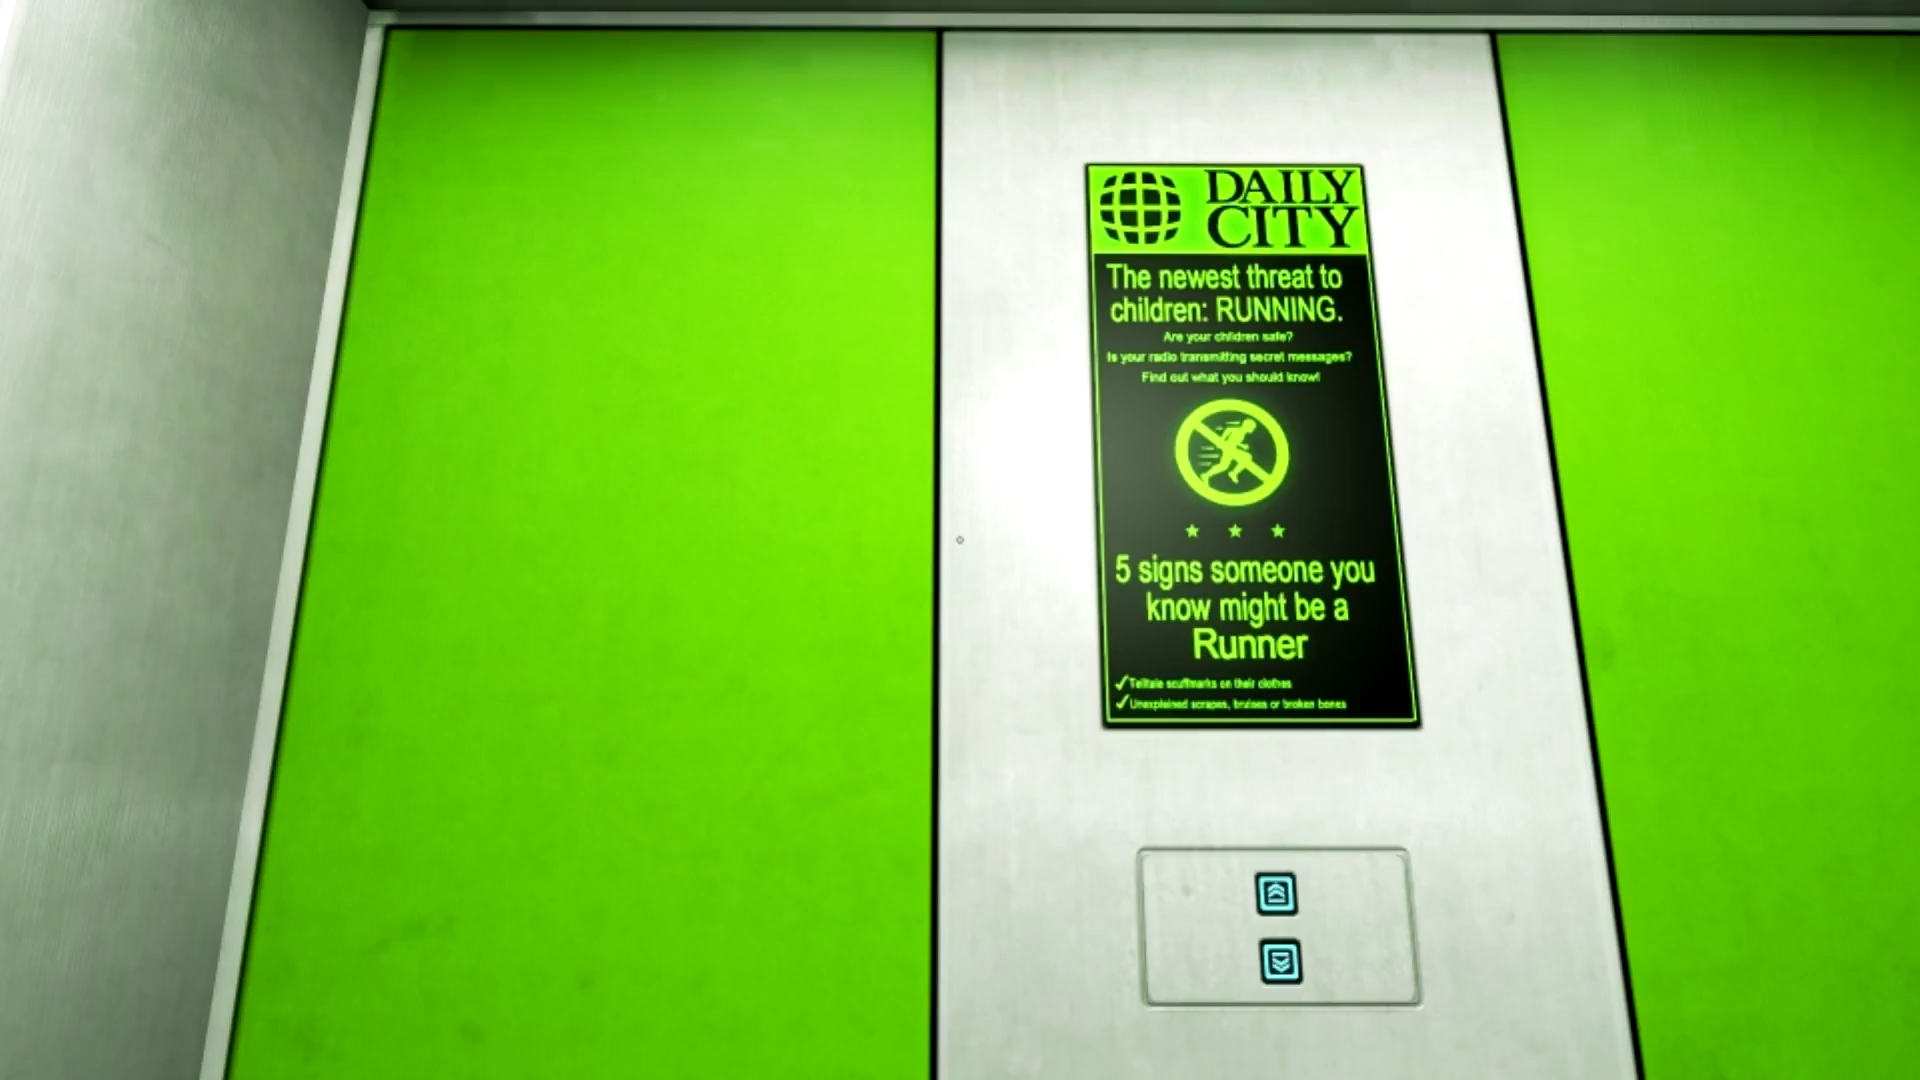 DAILY
CITY
The newest threat to
children: RUNNING.
Are your children safe?
Is your radio transmitting secret messages?
Find out what you should know!
5 signs someone you
know might be a
Runner
Telltale scuffmarks on their clothes
Unexplained scrapes, bruises or broken bones